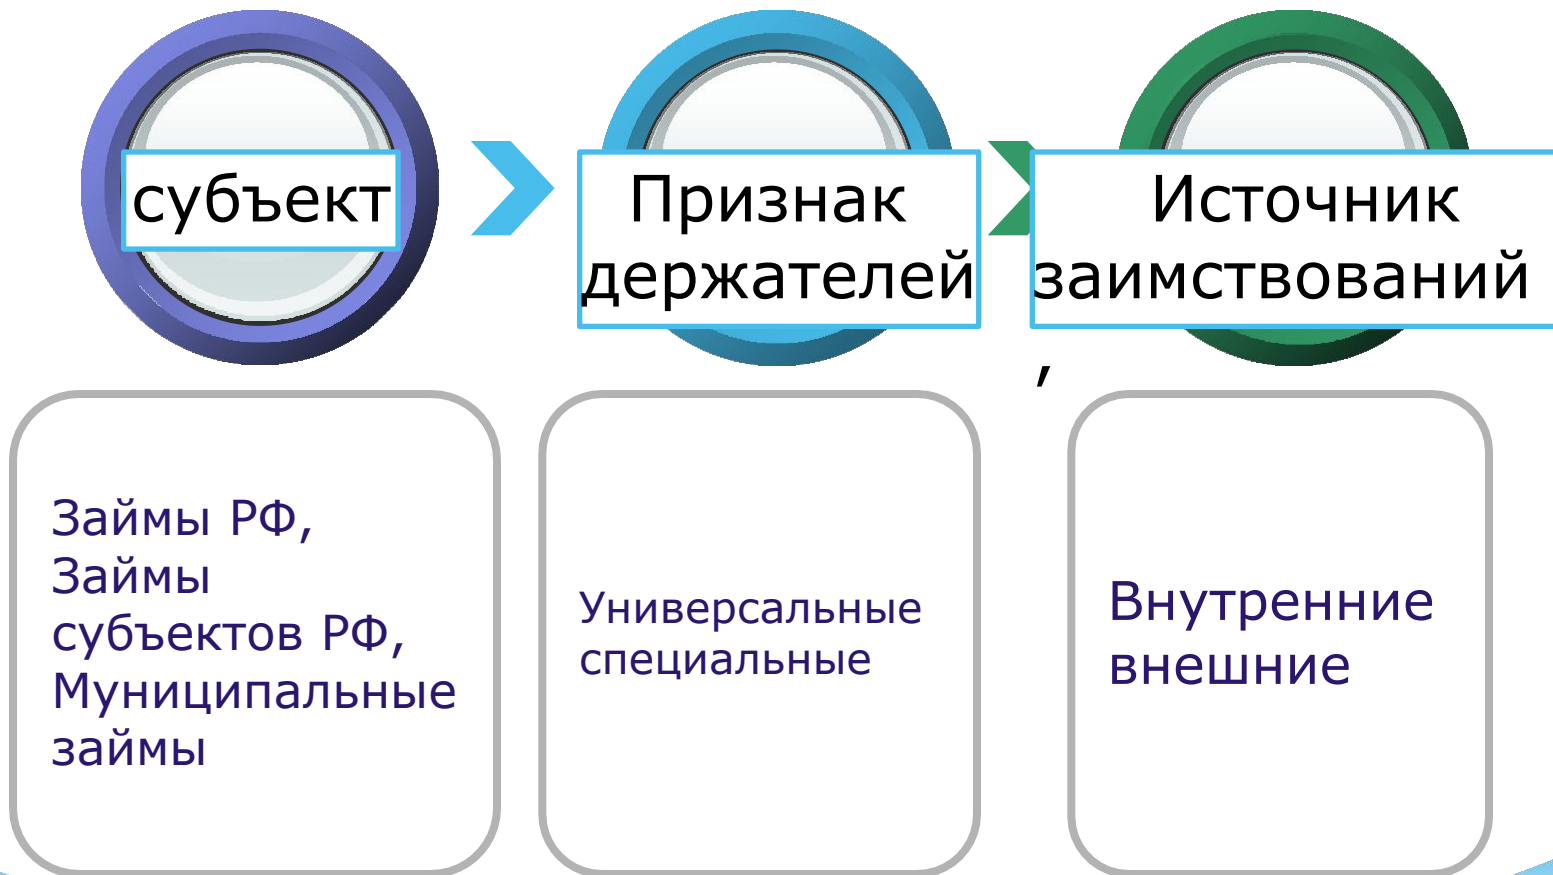 субъект
Признак
держателей
Источник
заимствований
,
Займы РФ,
Займы
субъектов РФ,
Муниципальные
займы
Универсальные
специальные
Внутренние
внешние